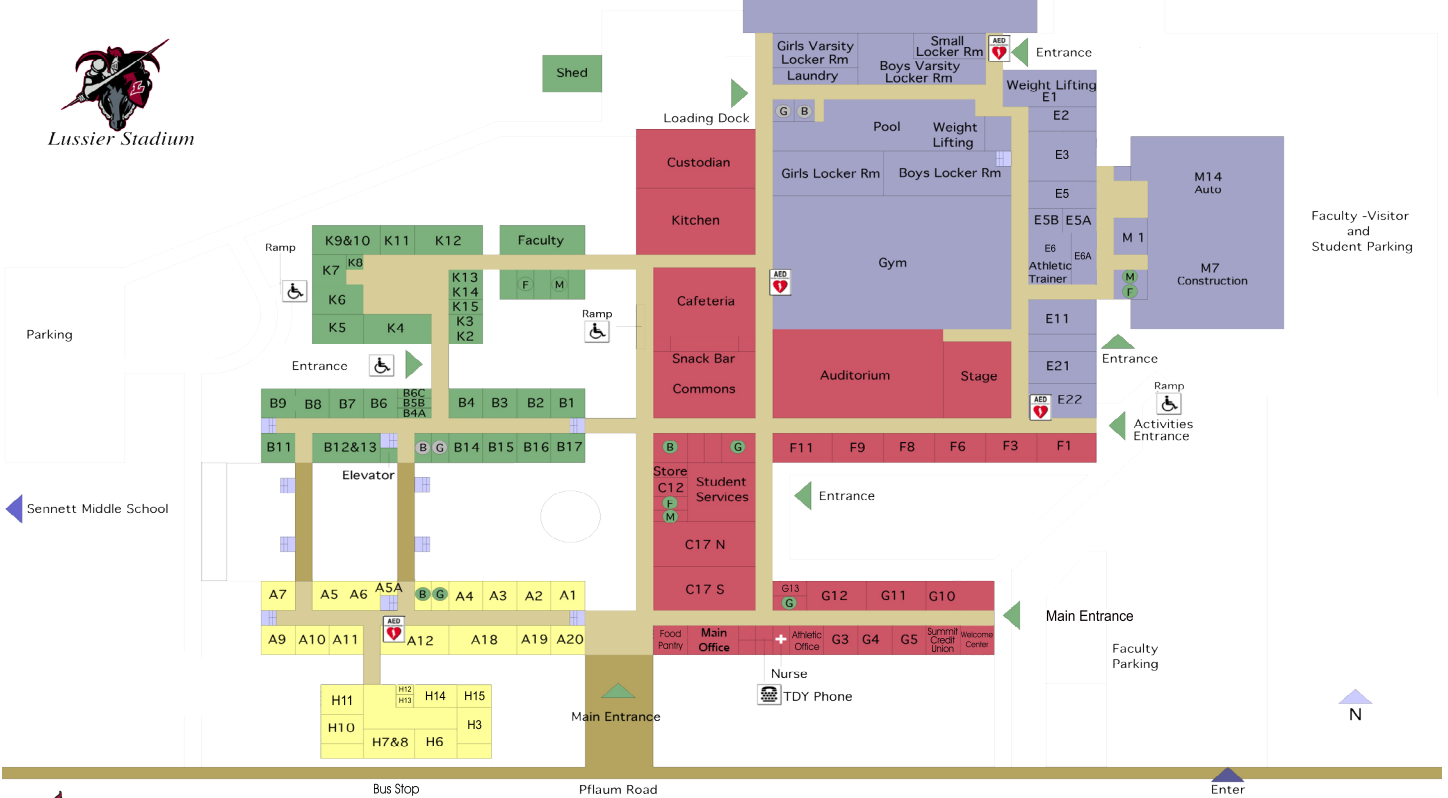 Lussier Stadium
Shed
Girls Varsity
Locker Rm
Laundry
Small
Locker Rm
Boys Varsity
Locker Rm
AED
Entrance
Weight Lifting
E1
E2
E3
E5
E5B
E5A
E6
Athletic
Trainer
E6A
E11
E21
E22
Loading Dock
G
B
Pool
Weight
Lifting
Girls Locker Rm
Boys Locker Rm
Gym
AED
Custodian
Kitchen
M14
Auto
M 1
M7
Construction
M
F
Faculty -Visitor
and
Student Parking
Entrance
Ramp
AED
Activities
Entrance
Ramp
K9&10
K11
K12
Faculty
K8
K7
K6
K5
K4
K13
K14
K15
K3
K2
F
M
Ramp
Parking
Entrance
Cafeteria
Snack Bar
Commons
Auditorium
Stage
B9
B8
B7
B6
B6C
B5B
B4A
B4
B3
B2
B1
B11
B12&13
B
G
B14
B15
B16
B17
Elevator
B
G
Store
C12
F
M
Student
Services
C17 N
C17 S
F11
F9
F8
F6
F3
F1
Entrance
Sennett Middle School
A7
A5
A6
A5A
B
G
A4
A3
A2
A1
A9
A10
A11
AED
A12
A18
A19
A20
G13
G
G12
G11
G10
Main Entrance
Food
Pantry
Main
Office
Athletic
Office
G3
G4
G5
Summit
Credit
Union
Welcome
Center
Faculty
Parking
Nurse
TDY Phone
H11
H12
H13
H14
H15
H10
H7&8
H6
H3
Main Entrance
N
Bus Stop
Pflaum Road
Enter